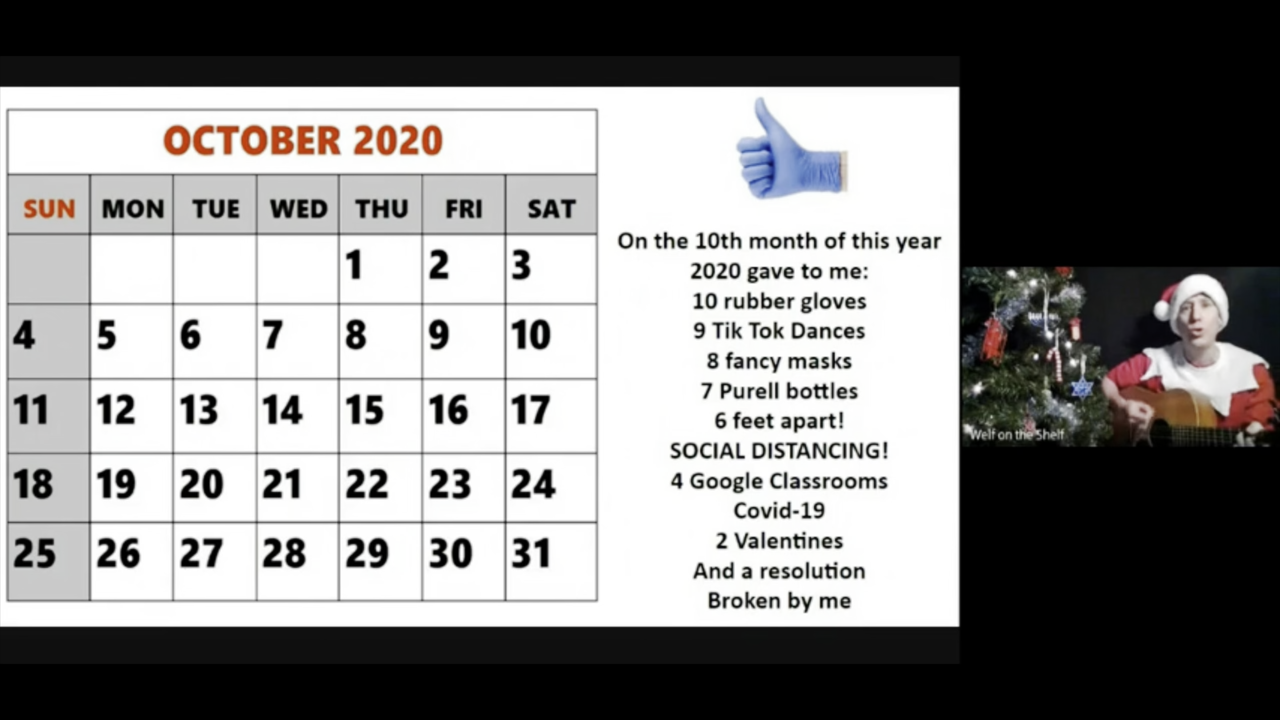 OCTOBER 2020
SUN MON TUE WED THU FRI SAT
1 2 3
4 5 6 7 8 9 10
11 12 13 14 15 16 17
18 19 20 21 22 23 24
25 26 27 28 29 30 31
On the 10th month of this year
2020 gave to me:
10 rubber gloves
9 Tik Tok Dances
8 fancy masks
7 Purell bottles
6 feet apart!
SOCIAL DISTANCING!
4 Google Classrooms
Covid-19
2 Valentines
And a resolution
Broken by me
Welf on the Shelf